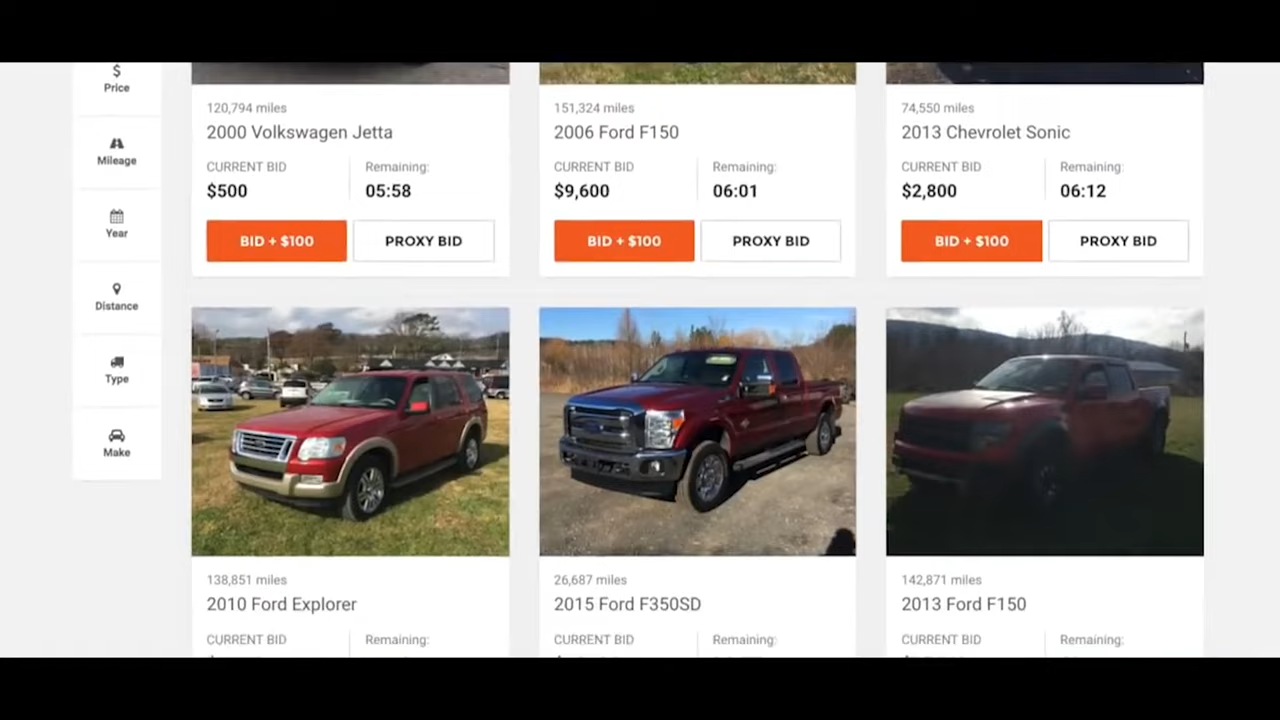 Price
Mileage
Year
Distance
Type
Make
120,794 miles
2000 Volkswagen Jetta
CURRENT BID
Remaining:
$500
05:58
BID + $100
PROXY BID
151,324 miles
2006 Ford F150
CURRENT BID
Remaining:
$9,600
06:01
BID + $100
PROXY BID
74,550 miles
2013 Chevrolet Sonic
CURRENT BID
Remaining:
$2,800
06:12
BID + $100
PROXY BID
138,851 miles
2010 Ford Explorer
CURRENT BID
Remaining:
26,687 miles
2015 Ford F350SD
CURRENT BID
Remaining:
142,871 miles
2013 Ford F150
CURRENT BID
Remaining: